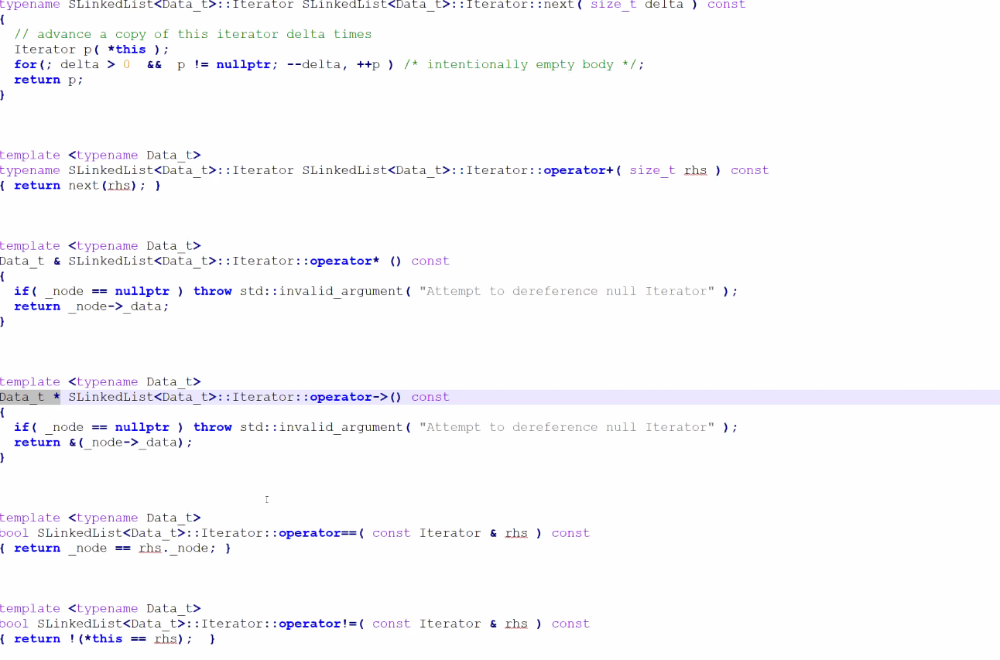 typename SLinkedList<Data_t>::Iterator SLinkedList<Data_t>::Iterator::next( size_t delta ) const
{
  // advance a copy of this iterator delta times
  Iterator p( *this );
  for(; delta > 0  &&  p != nullptr; --delta, ++p ) /* intentionally empty body */;
  return p;
}
template <typename Data_t>
typename SLinkedList<Data_t>::Iterator SLinkedList<Data_t>::Iterator::operator+( size_t rhs ) const
{ return next(rhs); }
template <typename Data_t>
Data_t & SLinkedList<Data_t>::Iterator::operator* () const
{
  if( _node == nullptr ) throw std::invalid_argument( "Attempt to dereference null Iterator" );
  return _node->_data;
}
template <typename Data_t>
Data_t * SLinkedList<Data_t>::Iterator::operator->() const
{
  if( _node == nullptr ) throw std::invalid_argument( "Attempt to dereference null Iterator" );
  return &(_node->_data);
}
template <typename Data_t>
bool SLinkedList<Data_t>::Iterator::operator==( const Iterator & rhs ) const
{ return _node == rhs._node; }
template <typename Data_t>
bool SLinkedList<Data_t>::Iterator::operator!=( const Iterator & rhs ) const
{ return !(*this == rhs);  }